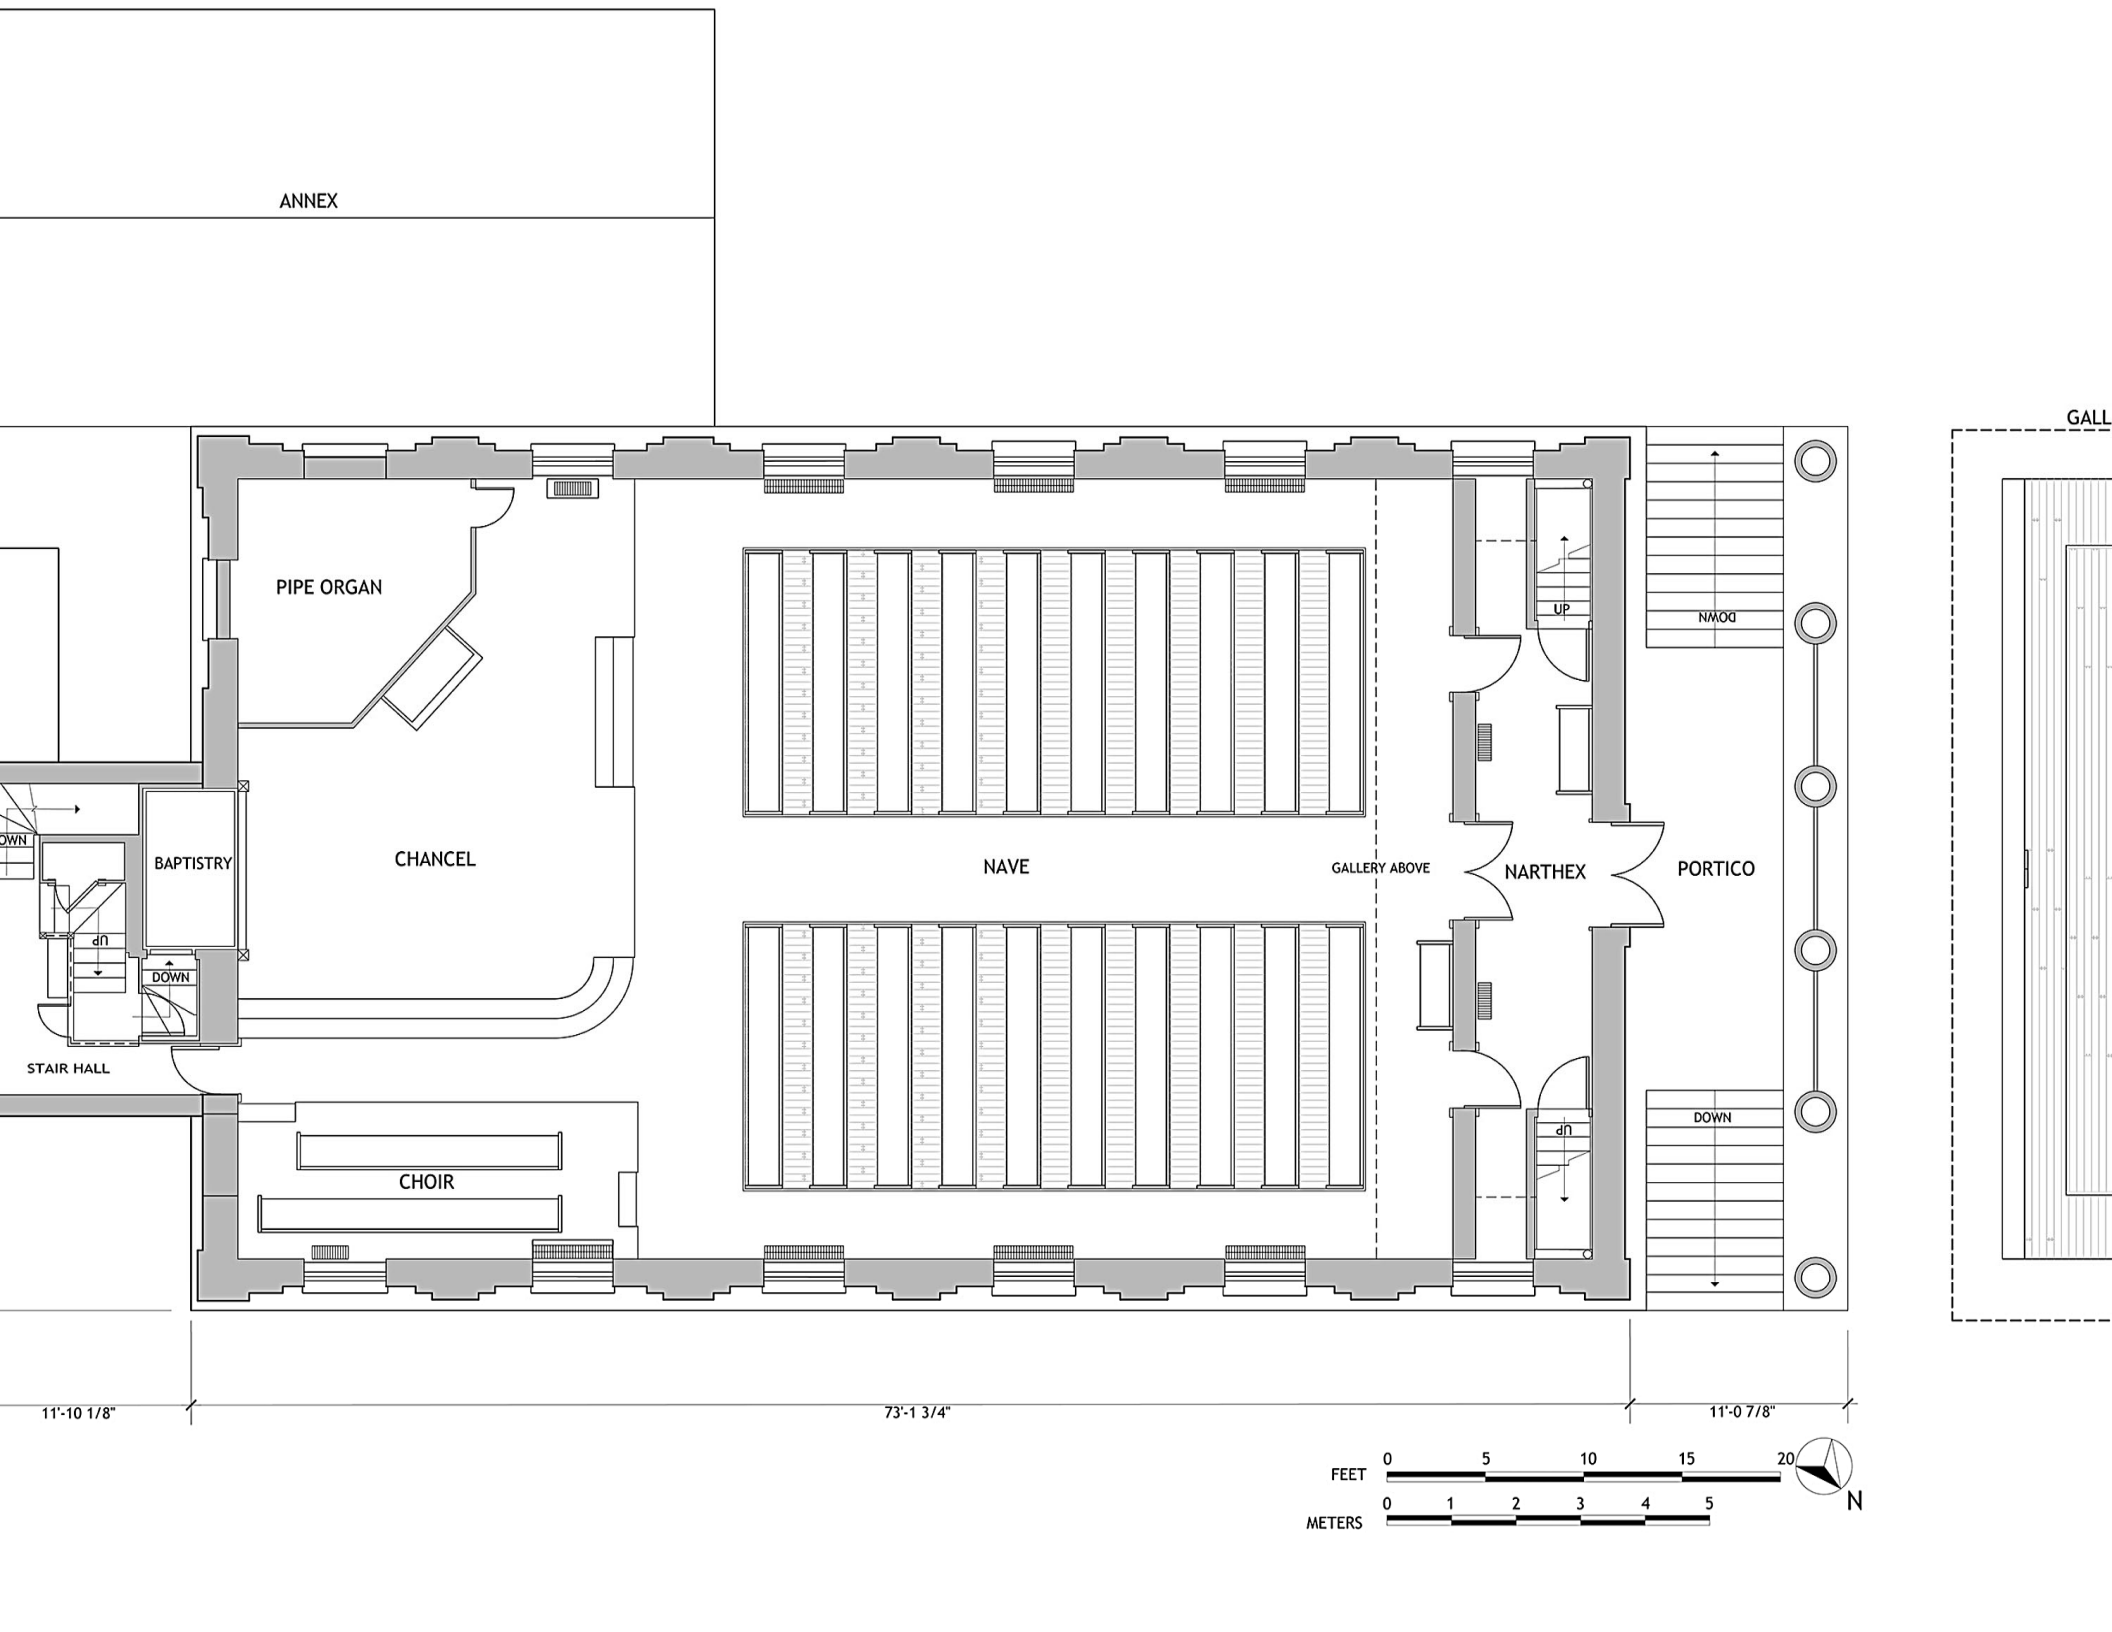 ANNEX
GALL
PIPE ORGAN
UP
DOWN
OWN
BAPTISTRY
CHANCEL
NAVE
GALLERY ABOVE
NARTHEX
PORTICO
UP
DOWN
STAIR HALL
DOWN
UP
CHOIR
11'-10 1/8"
73'-1 3/4"
11'-0 7/8"
FEET
0 5 10 15 20
METERS
0 1 2 3 4 5
N